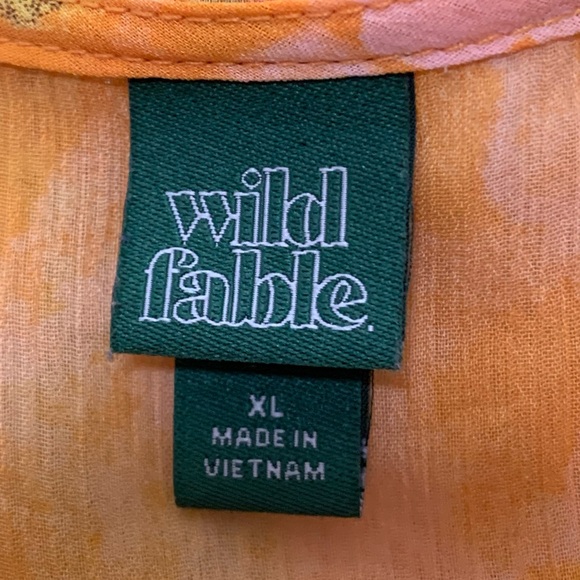 wild
fable.
XL
MADE IN
VIETNAM